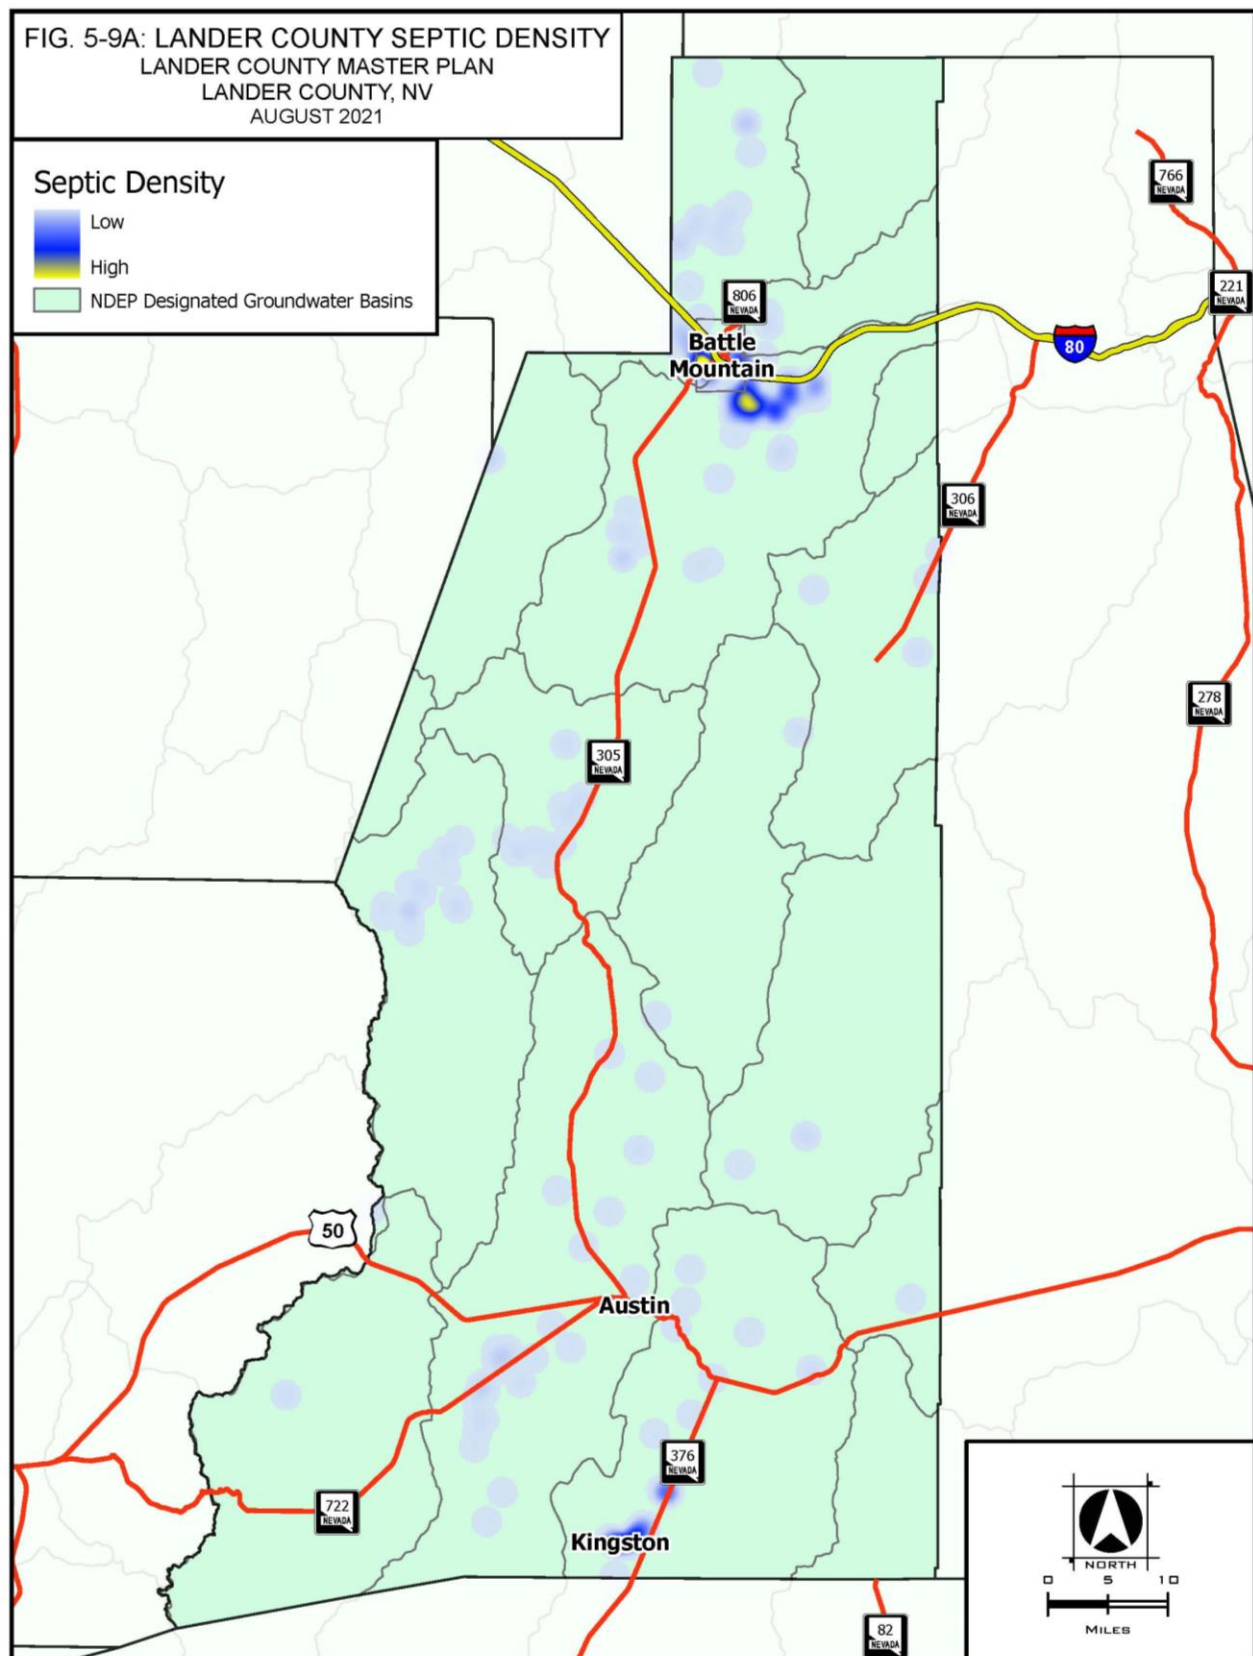 FIG. 5-9A: LANDER COUNTY SEPTIC DENSITY
LANDER COUNTY MASTER PLAN
LANDER COUNTY, NV
AUGUST 2021
Septic Density
Low
High
NDEP Designated Groundwater Basins
766
NEVADA
221
NEVADA
806
NEVADA
Battle
Mountain
80
306
NEVADA
278
NEVADA
305
NEVADA
50
Austin
376
NEVADA
722
NEVADA
Kingston
82
NEVADA
NORTH
0 5 10
MILES